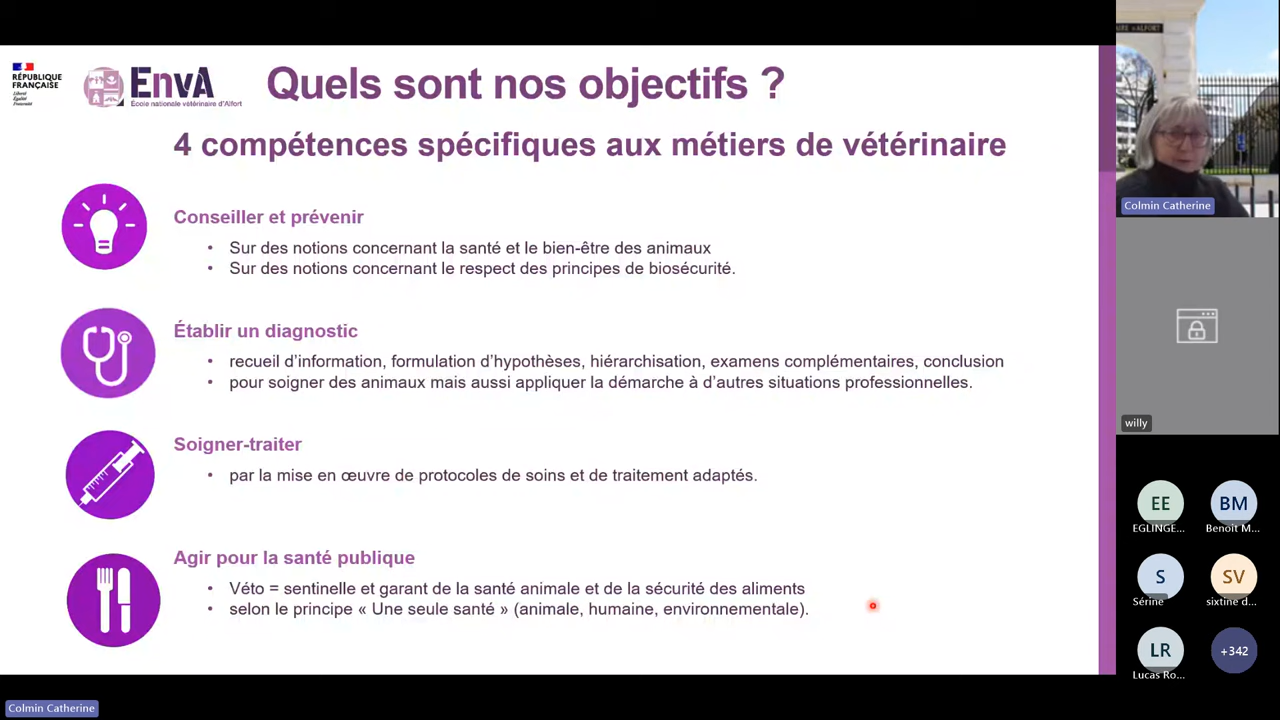 RÉPUBLIQUE
FRANÇAISE
Liberté
Égalité
Fraternité
EnvA
École nationale vétérinaire d'Alfort
Quels sont nos objectifs ?
4 compétences spécifiques aux métiers de vétérinaire
Conseiller et prévenir
• Sur des notions concernant la santé et le bien-être des animaux
• Sur des notions concernant le respect des principes de biosécurité.
Établir un diagnostic
• recueil d'information, formulation d'hypothèses, hiérarchisation, examens complémentaires, conclusion
• pour soigner des animaux mais aussi appliquer la démarche à d'autres situations professionnelles.
Soigner-traiter
• par la mise en œuvre de protocoles de soins et de traitement adaptés.
Agir pour la santé publique
• Véto = sentinelle et garant de la santé animale et de la sécurité des aliments
• selon le principe « Une seule santé » (animale, humaine, environnementale).
D'ALFORT
Colmin Catherine
willy
EE
BM
EGLINGE...
Benoît M...
S
SV
Sérine
sixtine d...
LR
+342
Lucas Ro...
Colmin Catherine